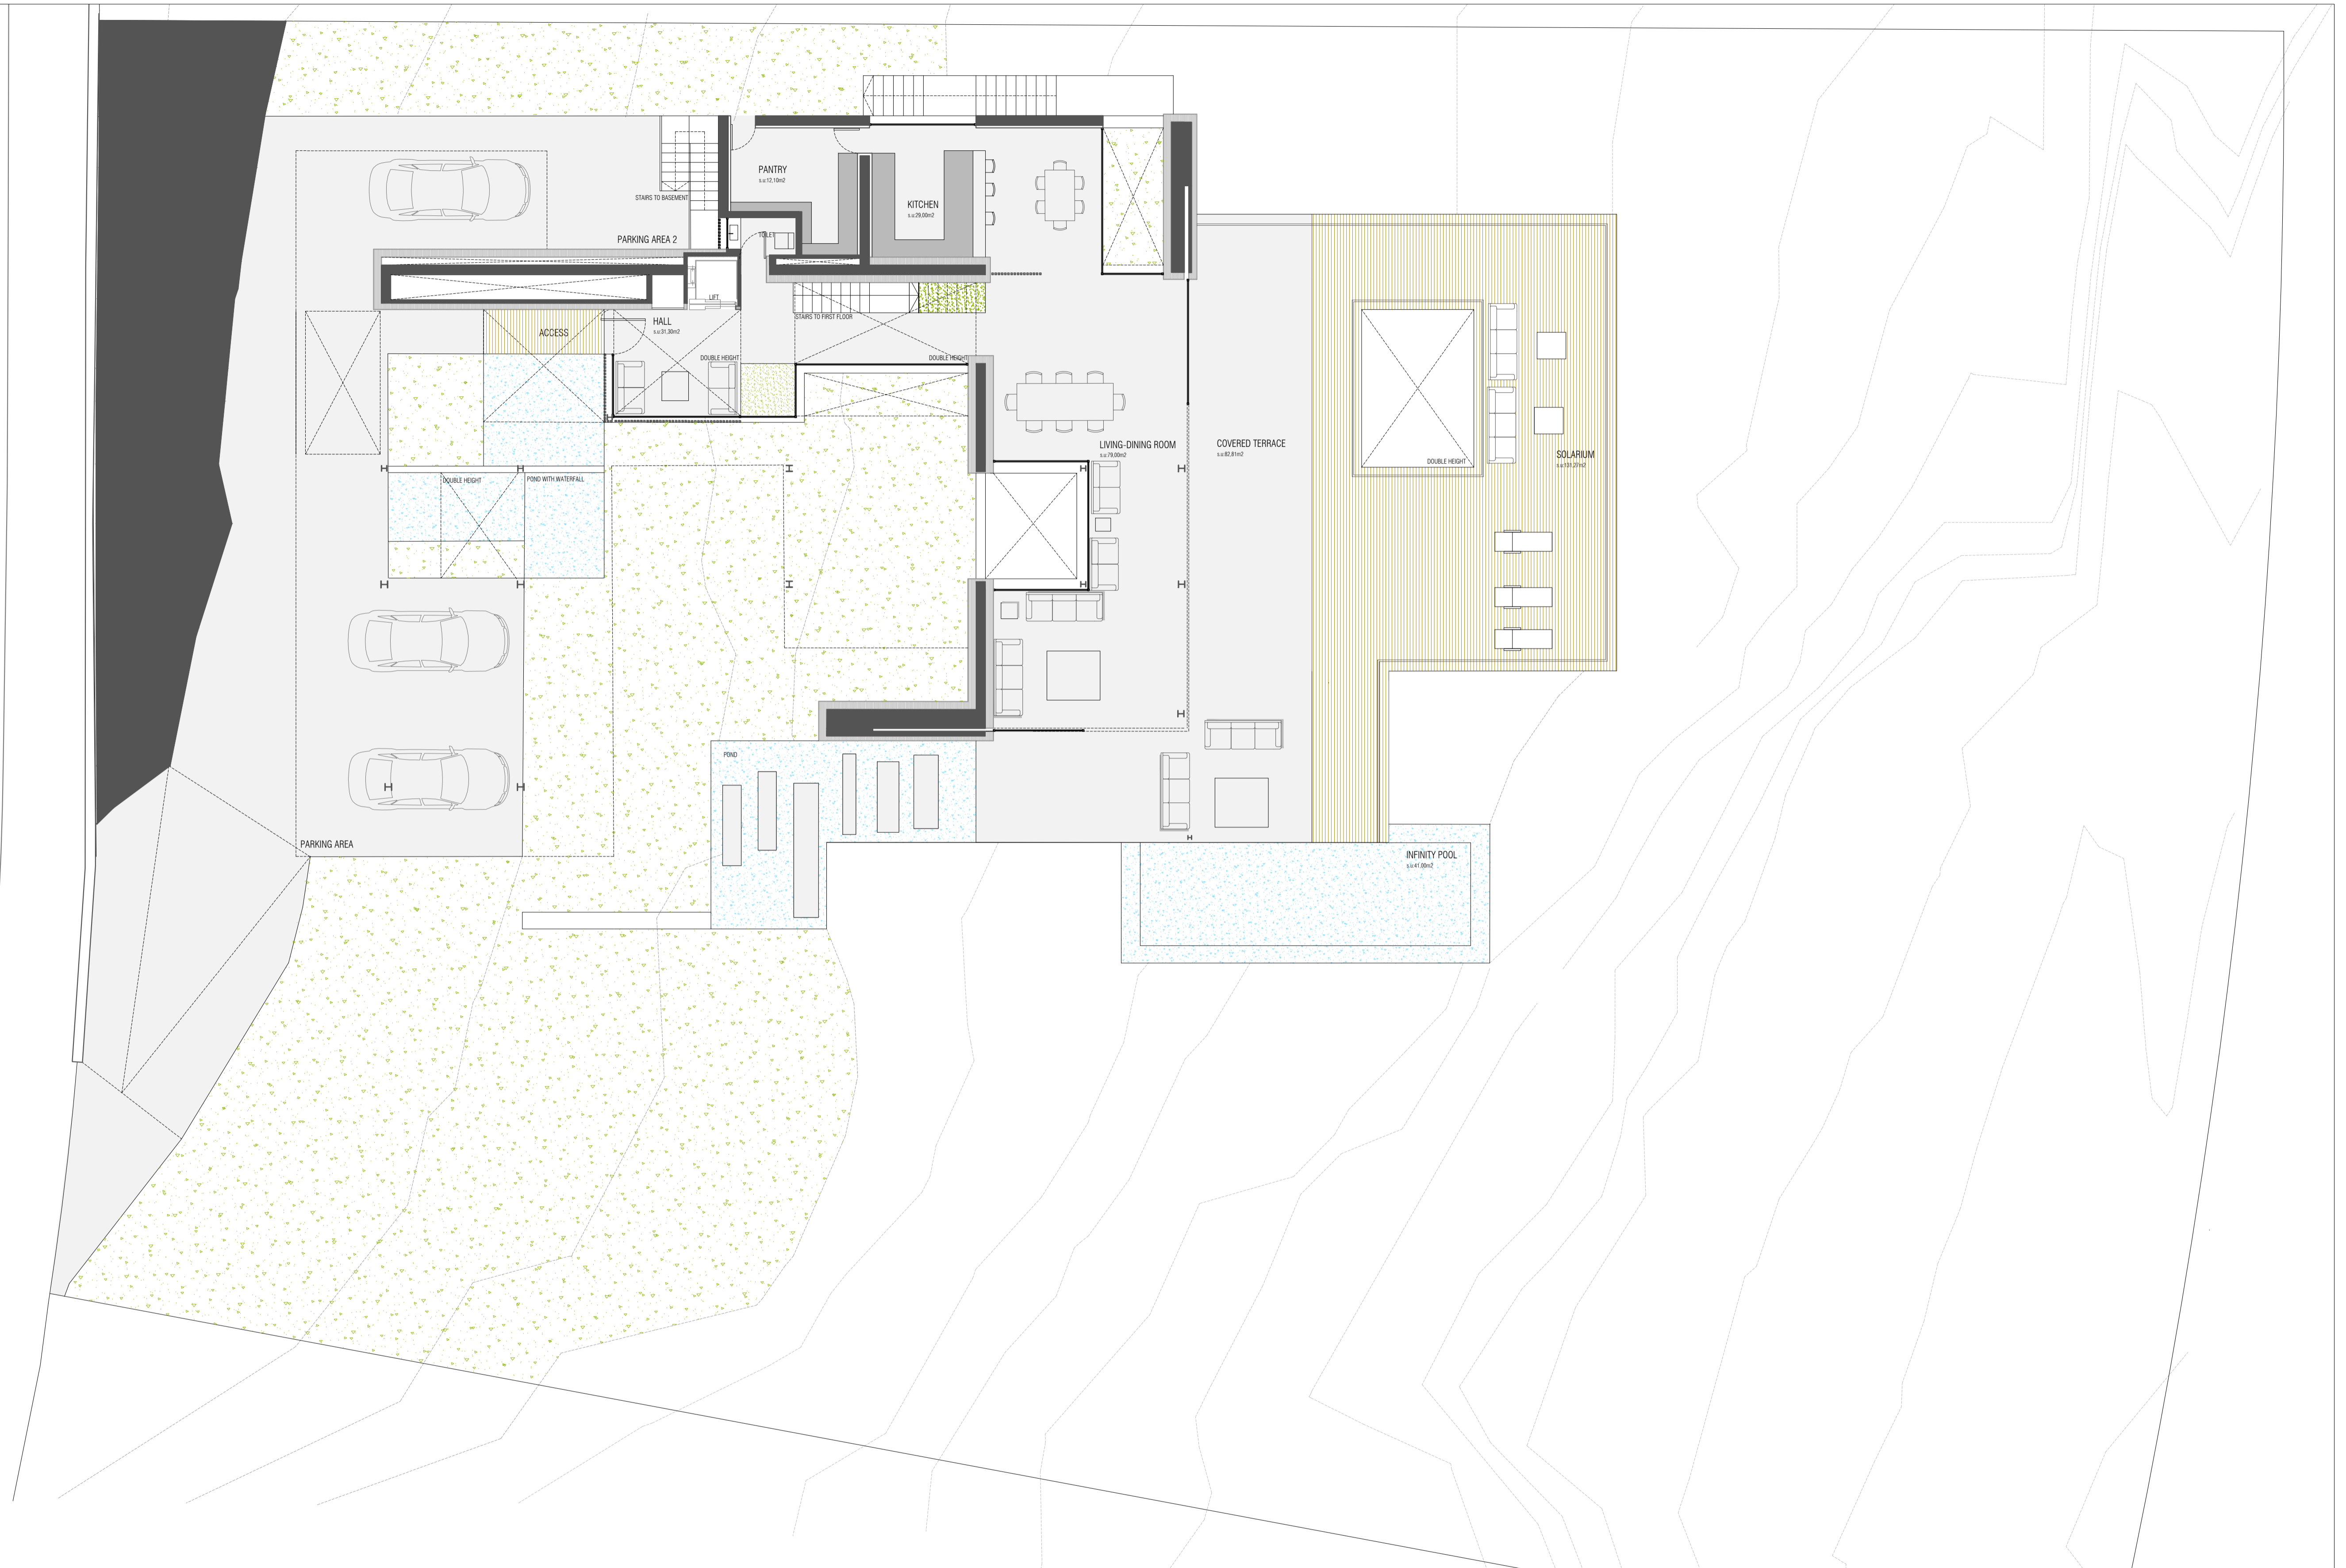 PANTRY
s.u:12,10m2
STAIRS TO BASEMENT
KITCHEN
s.u:29,00m2
TOILET
PARKING AREA 2
LIFT
HALL
s.u:31,30m2
STAIRS TO FIRST FLOOR
ACCESS
DOUBLE HEIGHT
DOUBLE HEIGHT
LIVING-DINING ROOM
s.u:79,00m2
COVERED TERRACE
s.u:82,81m2
DOUBLE HEIGHT
SOLARIUM
s.u:131,27m2
DOUBLE HEIGHT
POND WITH WATERFALL
POND
PARKING AREA
INFINITY POOL
s.u:41,00m2